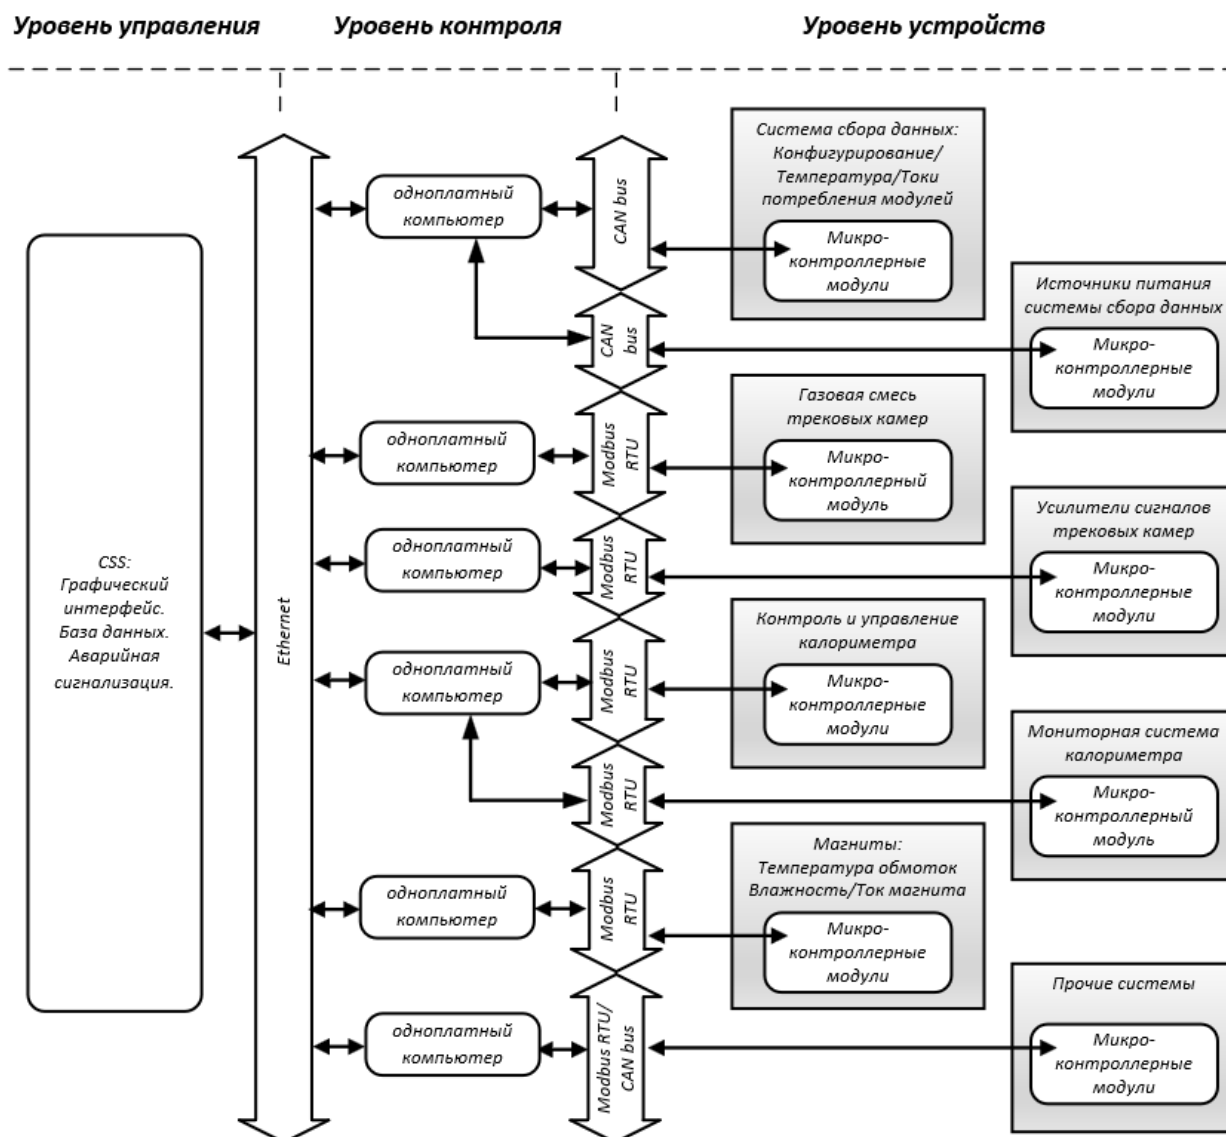 Уровень управления
Уровень контроля
Уровень устройств
CSS:
Графический
интерфейс.
База данных.
Аварийная
сигнализация.
Ethernet
одноплатный
компьютер
CAN bus
Система сбора данных:
Конфигурирование/
Температура/Токи
потребления модулей
Микро-
контроллерные
модули
CAN
bus
Источники питания
системы сбора данных
Микро-
контроллерные
модули
одноплатный
компьютер
Modbus
RTU
Газовая смесь
трековых камер
Микро-
контроллерный
модуль
одноплатный
компьютер
Modbus
RTU
Усилители сигналов
трековых камер
Микро-
контроллерные
модули
одноплатный
компьютер
Modbus
RTU
Контроль и управление
калориметра
Микро-
контроллерные
модули
Modbus
RTU
Мониторная система
калориметра
Микро-
контроллерный
модуль
одноплатный
компьютер
Modbus
RTU
Магниты:
Температура обмоток
Влажность/Ток магнита
Микро-
контроллерные
модули
одноплатный
компьютер
Modbus RTU/
CAN bus
Прочие системы
Микро-
контроллерные
модули